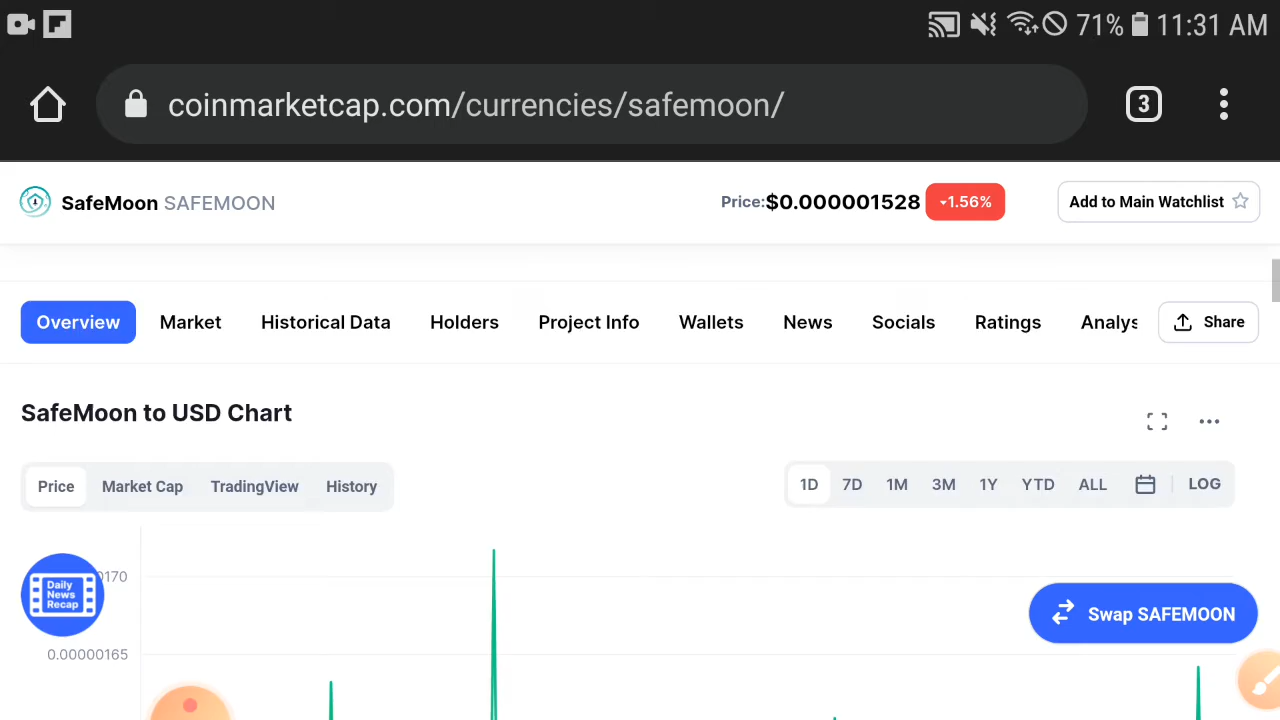 71% 11:31 AM
coinmarketcap.com/currencies/safemoon/ 3
SafeMoon SAFEMOON Price:$0.000001528 1.56% Add to Main Watchlist
Overview Market Historical Data Holders Project Info Wallets News Socials Ratings Analys Share
SafeMoon to USD Chart
Price Market Cap TradingView History 1D 7D 1M 3M 1Y YTD ALL LOG
0170
Daily
News
Recap
Swap SAFEMOON
0.00000165